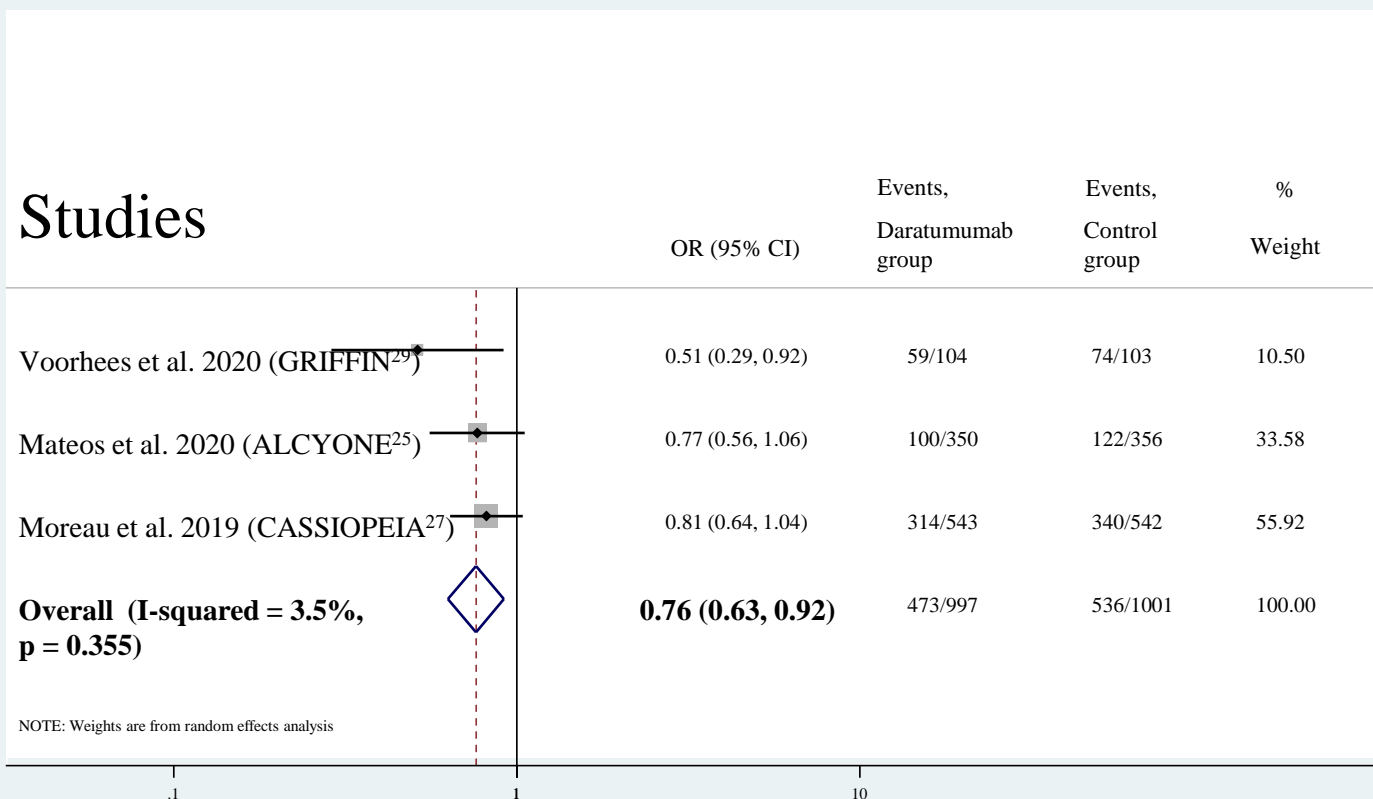 Studies
OR (95% CI)
Events,
Daratumumab
group
Events,
Control
group
%
Weight
Voorhees et al. 2020 (GRIFFIN²⁹) 0.51 (0.29, 0.92) 59/104 74/103 10.50
Mateos et al. 2020 (ALCYONE²⁵) 0.77 (0.56, 1.06) 100/350 122/356 33.58
Moreau et al. 2019 (CASSIOPEIA²⁷) 0.81 (0.64, 1.04) 314/543 340/542 55.92
Overall (I-squared = 3.5%, 0.76 (0.63, 0.92) 473/997 536/1001 100.00
p = 0.355)
NOTE: Weights are from random effects analysis
.1 1 10